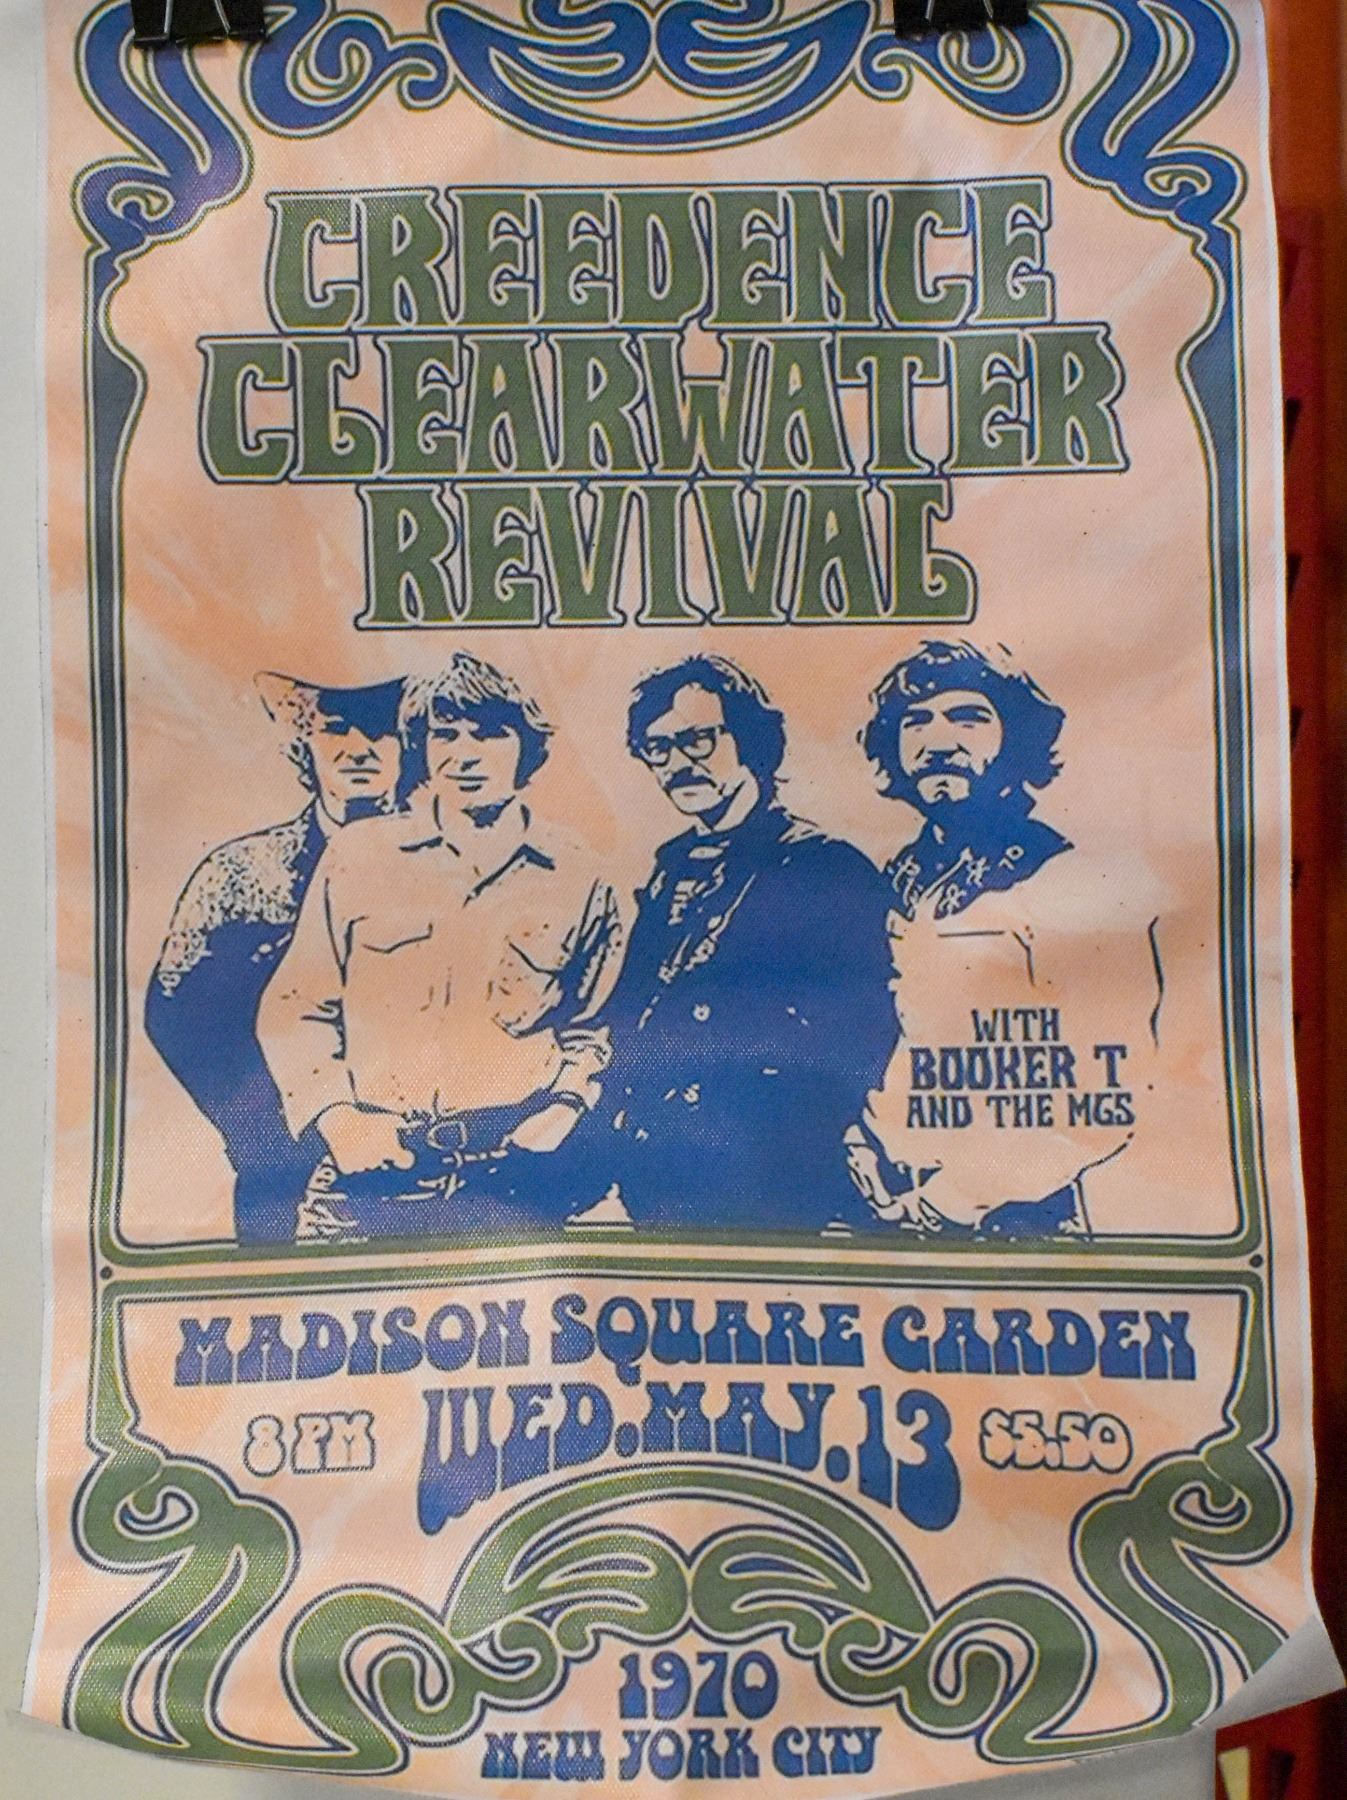 CREEDENCE
CLEARWATER
REVIVAL
WITH
BOOKER T
AND THE MGS
MADISON SQUARE GARDEN
8 PM WED. MAY. 13 $5.50
1970
NEW YORK CITY